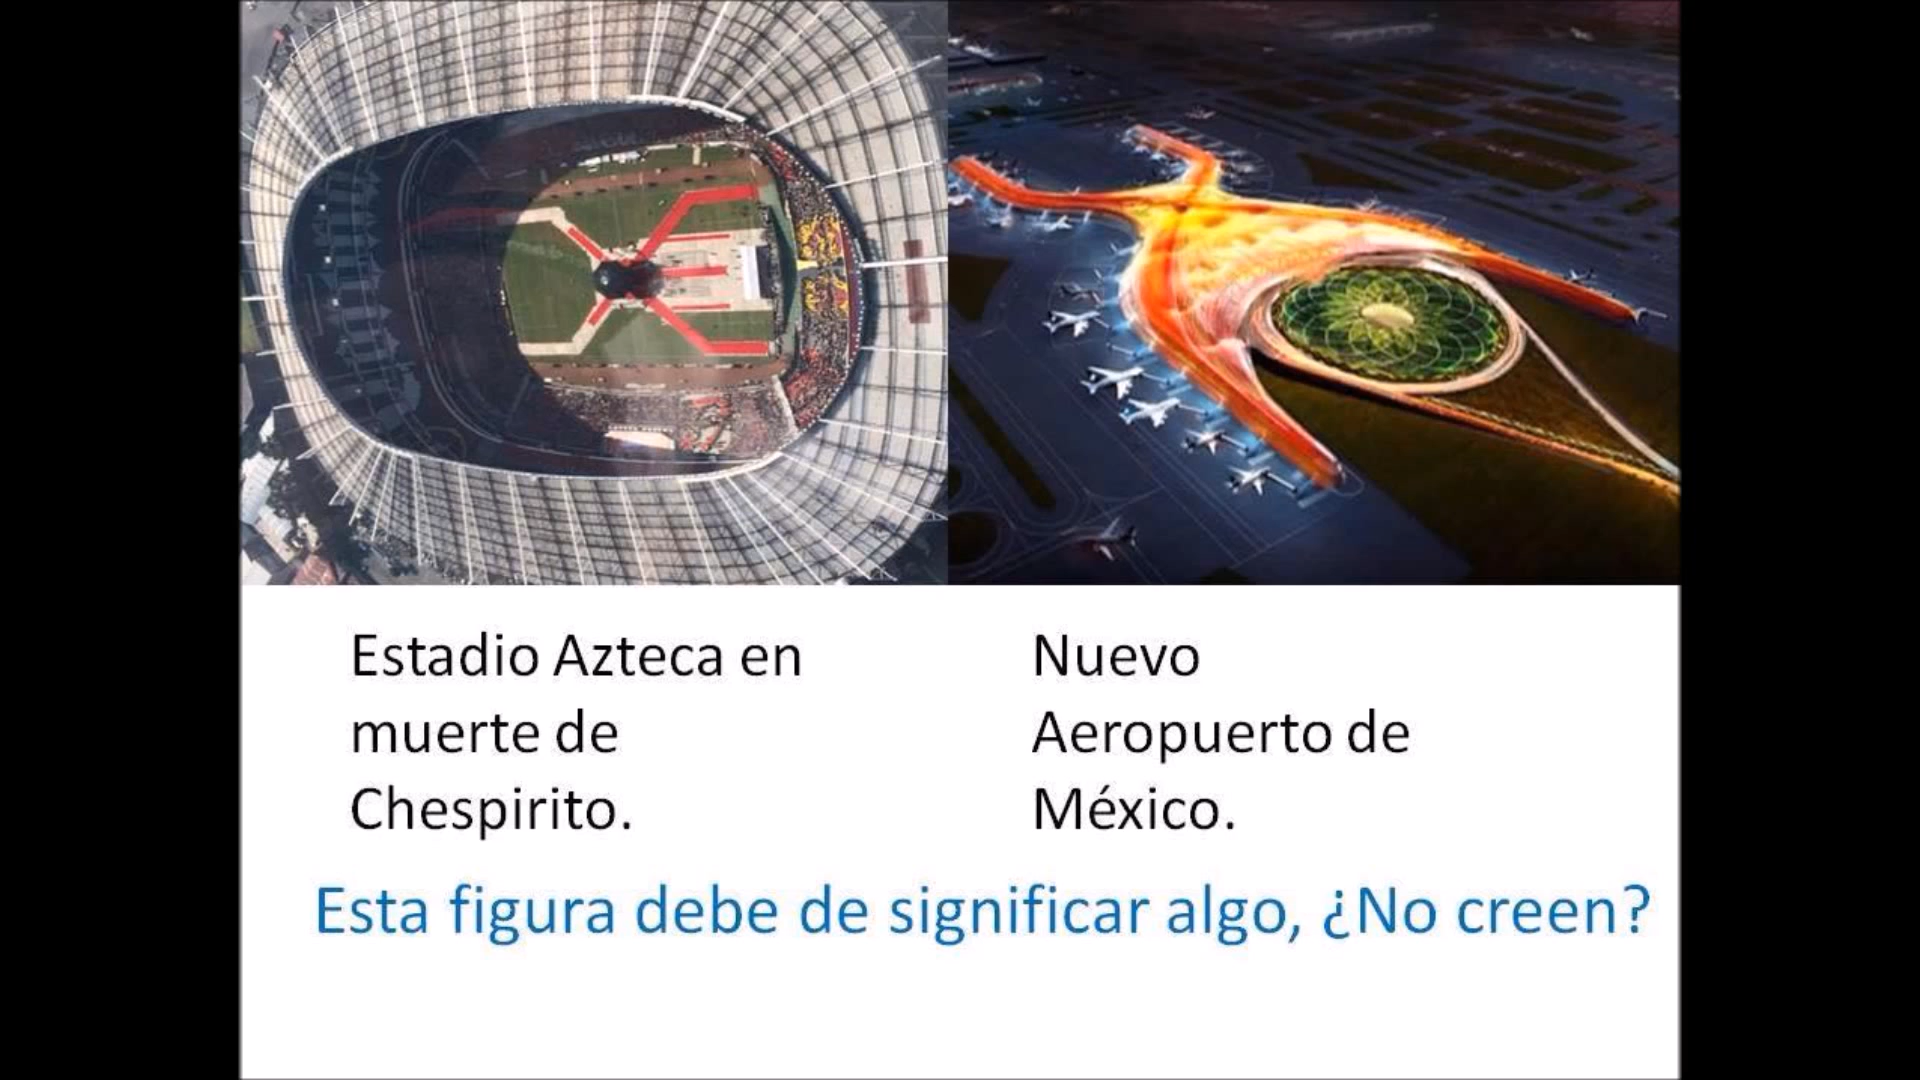 Estadio Azteca en
muerte de
Chespirito.
Nuevo
Aeropuerto de
México.
Esta figura debe de significar algo, ¿No creen?